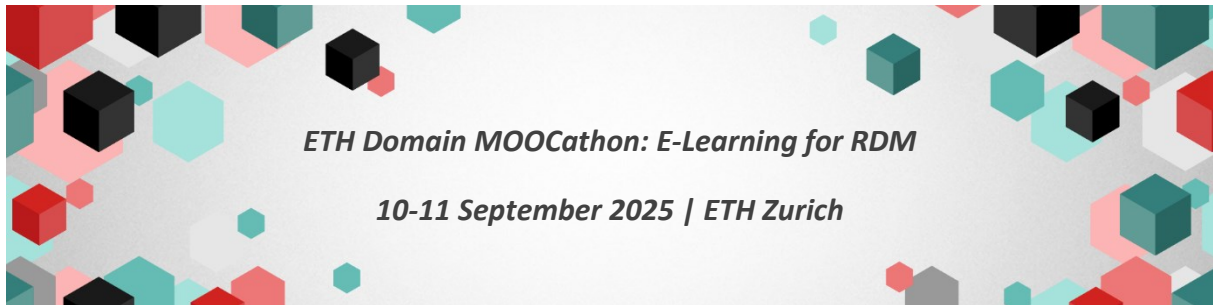 ETH Domain MOOCathon: E-Learning for RDM
10-11 September 2025 | ETH Zurich